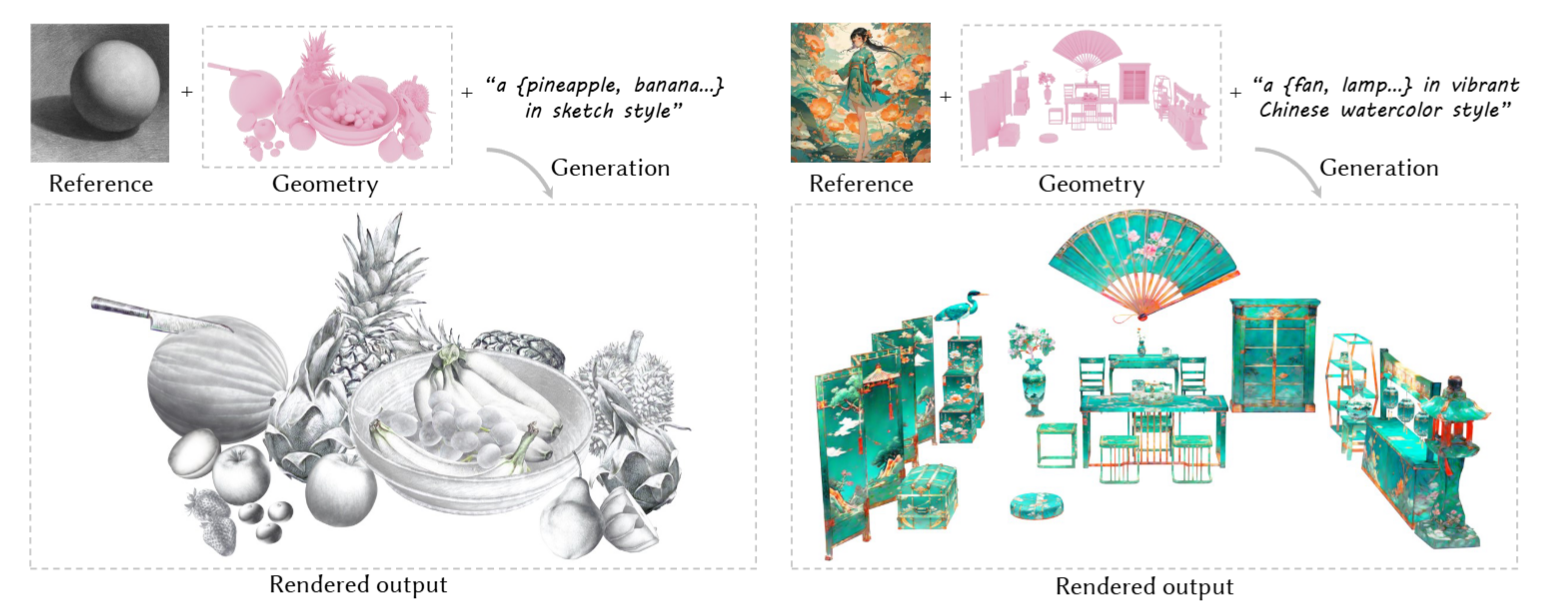 +
+
"a {pineapple, banana...}
in sketch style"
Reference
Geometry
Generation
Rendered output
+
+
"a {fan, lamp...} in vibrant
Chinese watercolor style"
Reference
Geometry
Generation
Rendered output